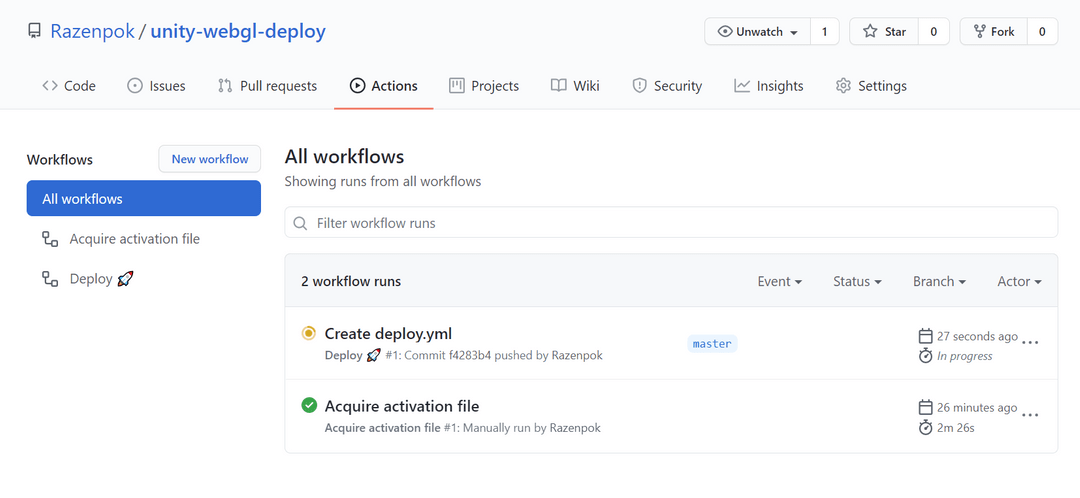 Razenpok / unity-webgl-deploy
Unwatch 1 Star 0 Fork 0
Code Issues Pull requests Actions Projects Wiki Security Insights Settings
Workflows
New workflow
All workflows
Acquire activation file
Deploy 🚀
All workflows
Showing runs from all workflows
Filter workflow runs
2 workflow runs Event Status Branch Actor
Create deploy.yml
Deploy 🚀 #1: Commit f4283b4 pushed by Razenpok
master
27 seconds ago
In progress
Acquire activation file
Acquire activation file #1: Manually run by Razenpok
26 minutes ago
2m 26s